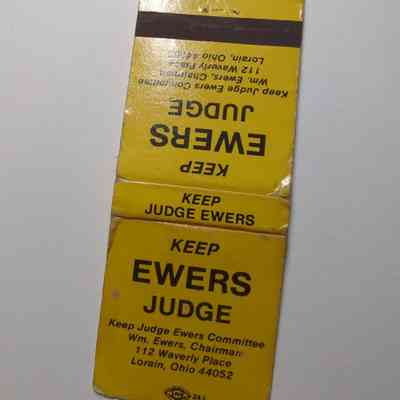 Keep Judge Ewers Committee
Wm. Ewers, Chairman
112 Waverly Place
Lorain, Ohio
KEEP
EWERS
JUDGE
KEEP
JUDGE EWERS
KEEP
EWERS
JUDGE
Keep Judge Ewers Committee
Wm. Ewers, Chairman
112 Waverly Place
Lorain, Ohio 44052